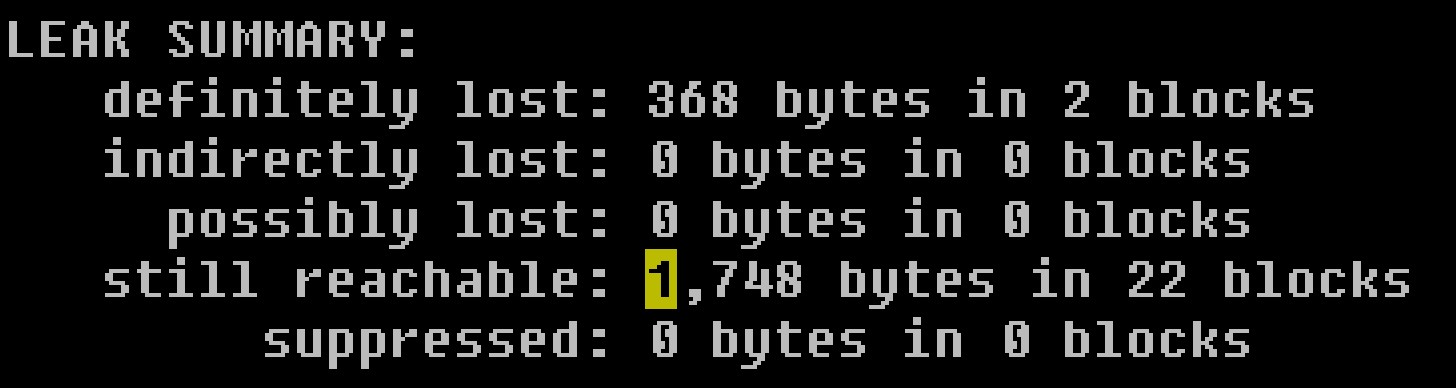 LEAK SUMMARY:
definitely lost: 368 bytes in 2 blocks
indirectly lost: 0 bytes in 0 blocks
possibly lost: 0 bytes in 0 blocks
still reachable: 1,748 bytes in 22 blocks
suppressed: 0 bytes in 0 blocks